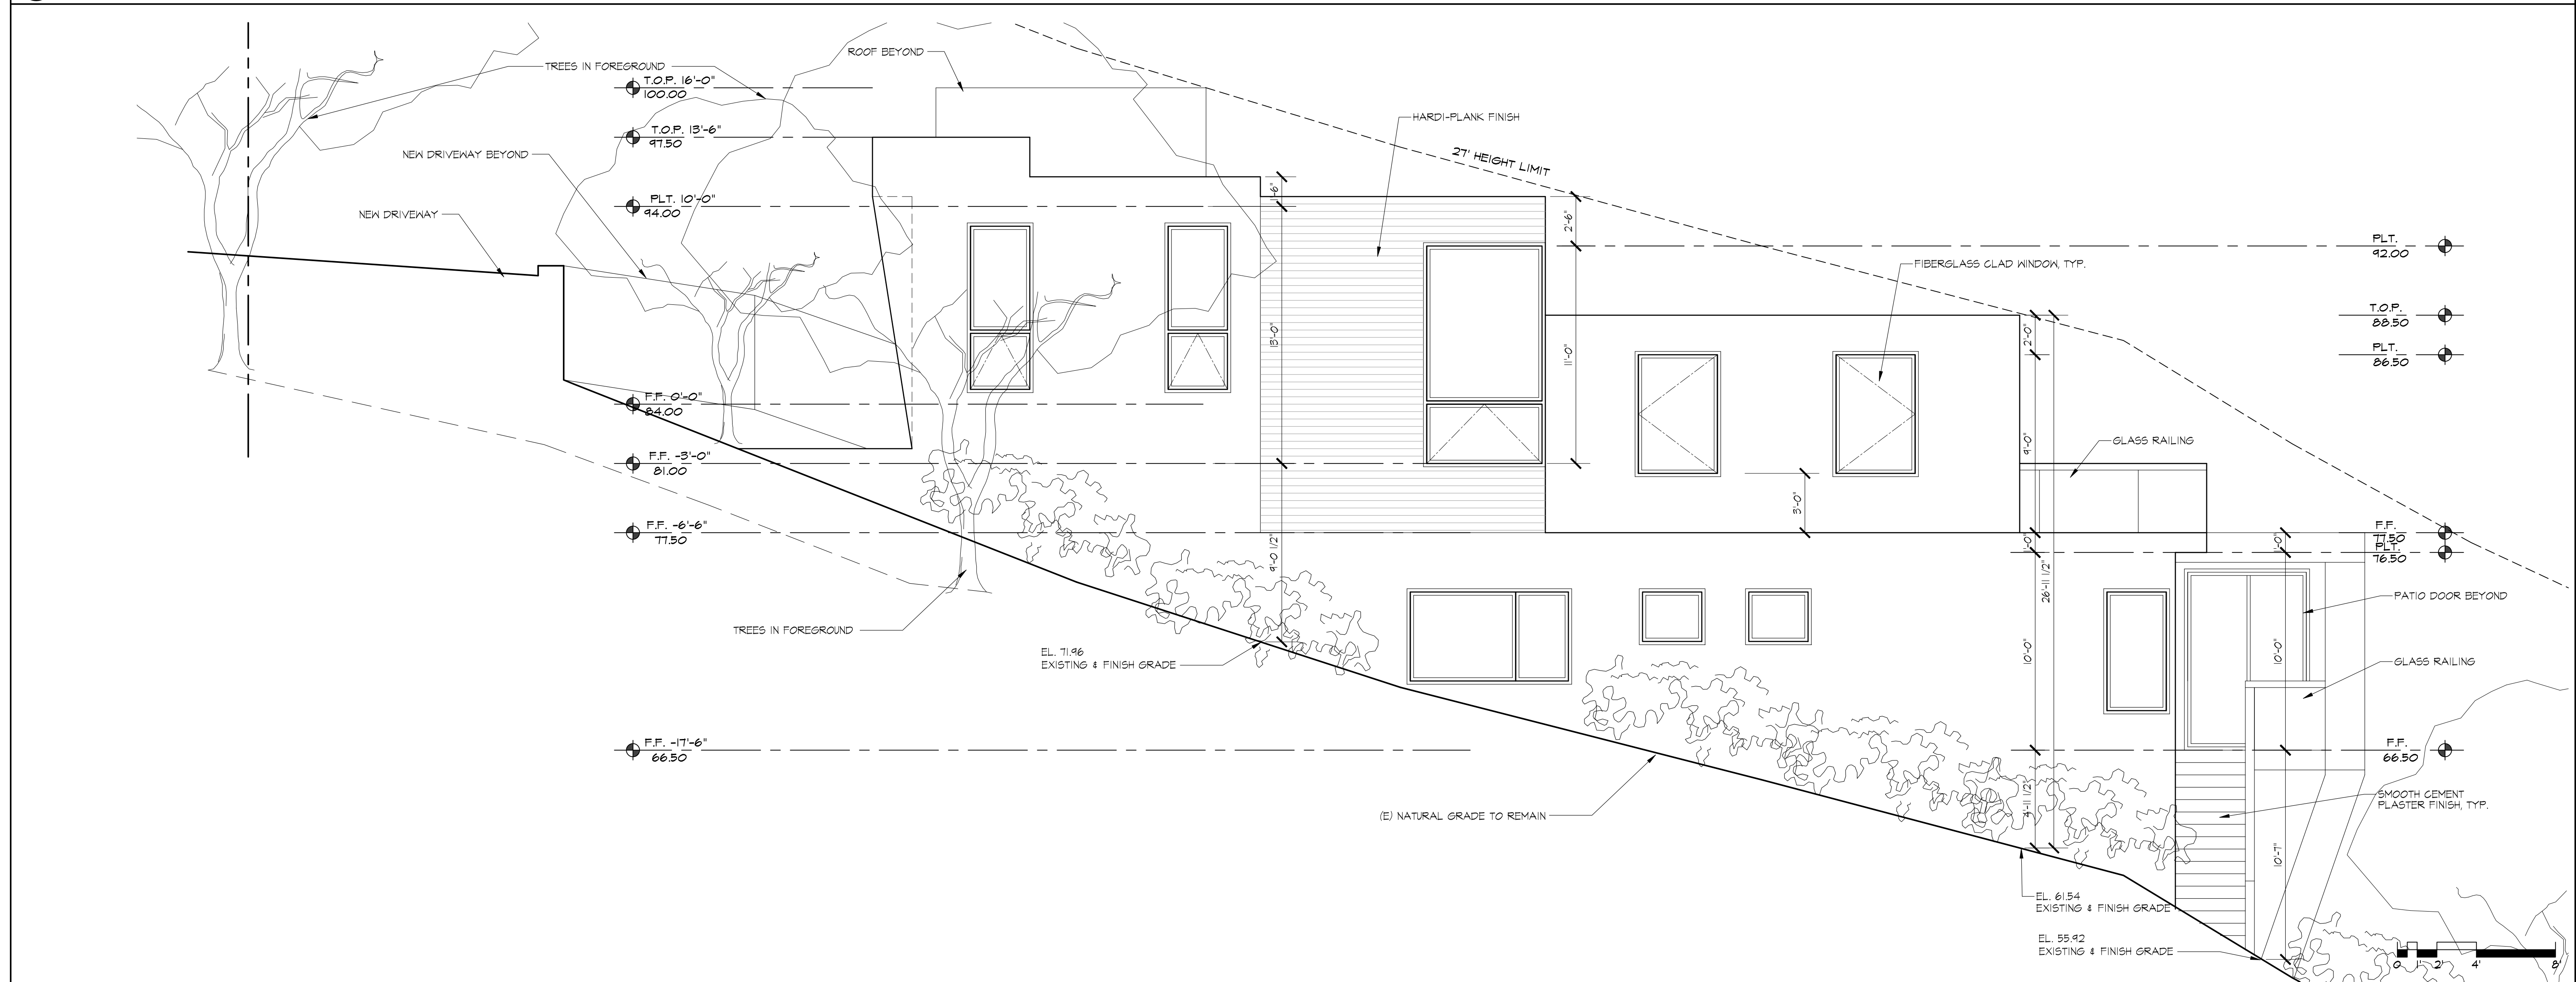 ROOF BEYOND
TREES IN FOREGROUND
T.O.P. 16'-0"
100.00
HARDI-PLANK FINISH
T.O.P. 13'-6"
97.50
NEW DRIVEWAY BEYOND
27' HEIGHT LIMIT
PLT. 10'-0"
94.00
NEW DRIVEWAY
2'-6"
PLT.
92.00
FIBERGLASS CLAD WINDOW, TYP.
T.O.P.
88.50
13'-0"
2'-0"
11'-0"
PLT.
86.50
F.F. 0'-0"
84.00
9'-0"
GLASS RAILING
F.F. -3'-0"
81.00
3'-0"
F.F. -6'-6"
77.50
F.F.
77.50
PLT.
76.50
1'-0"
1'-0"
9'-0 1/2"
26'-11 1/2"
PATIO DOOR BEYOND
TREES IN FOREGROUND
EL. 71.96
EXISTING & FINISH GRADE
10'-0"
10'-0"
GLASS RAILING
F.F. -17'-6"
66.50
F.F.
66.50
SMOOTH CEMENT
PLASTER FINISH, TYP.
4'-11 1/2"
(E) NATURAL GRADE TO REMAIN
10'-7"
EL. 61.54
EXISTING & FINISH GRADE
EL. 55.92
EXISTING & FINISH GRADE
0 1' 2' 4' 8'